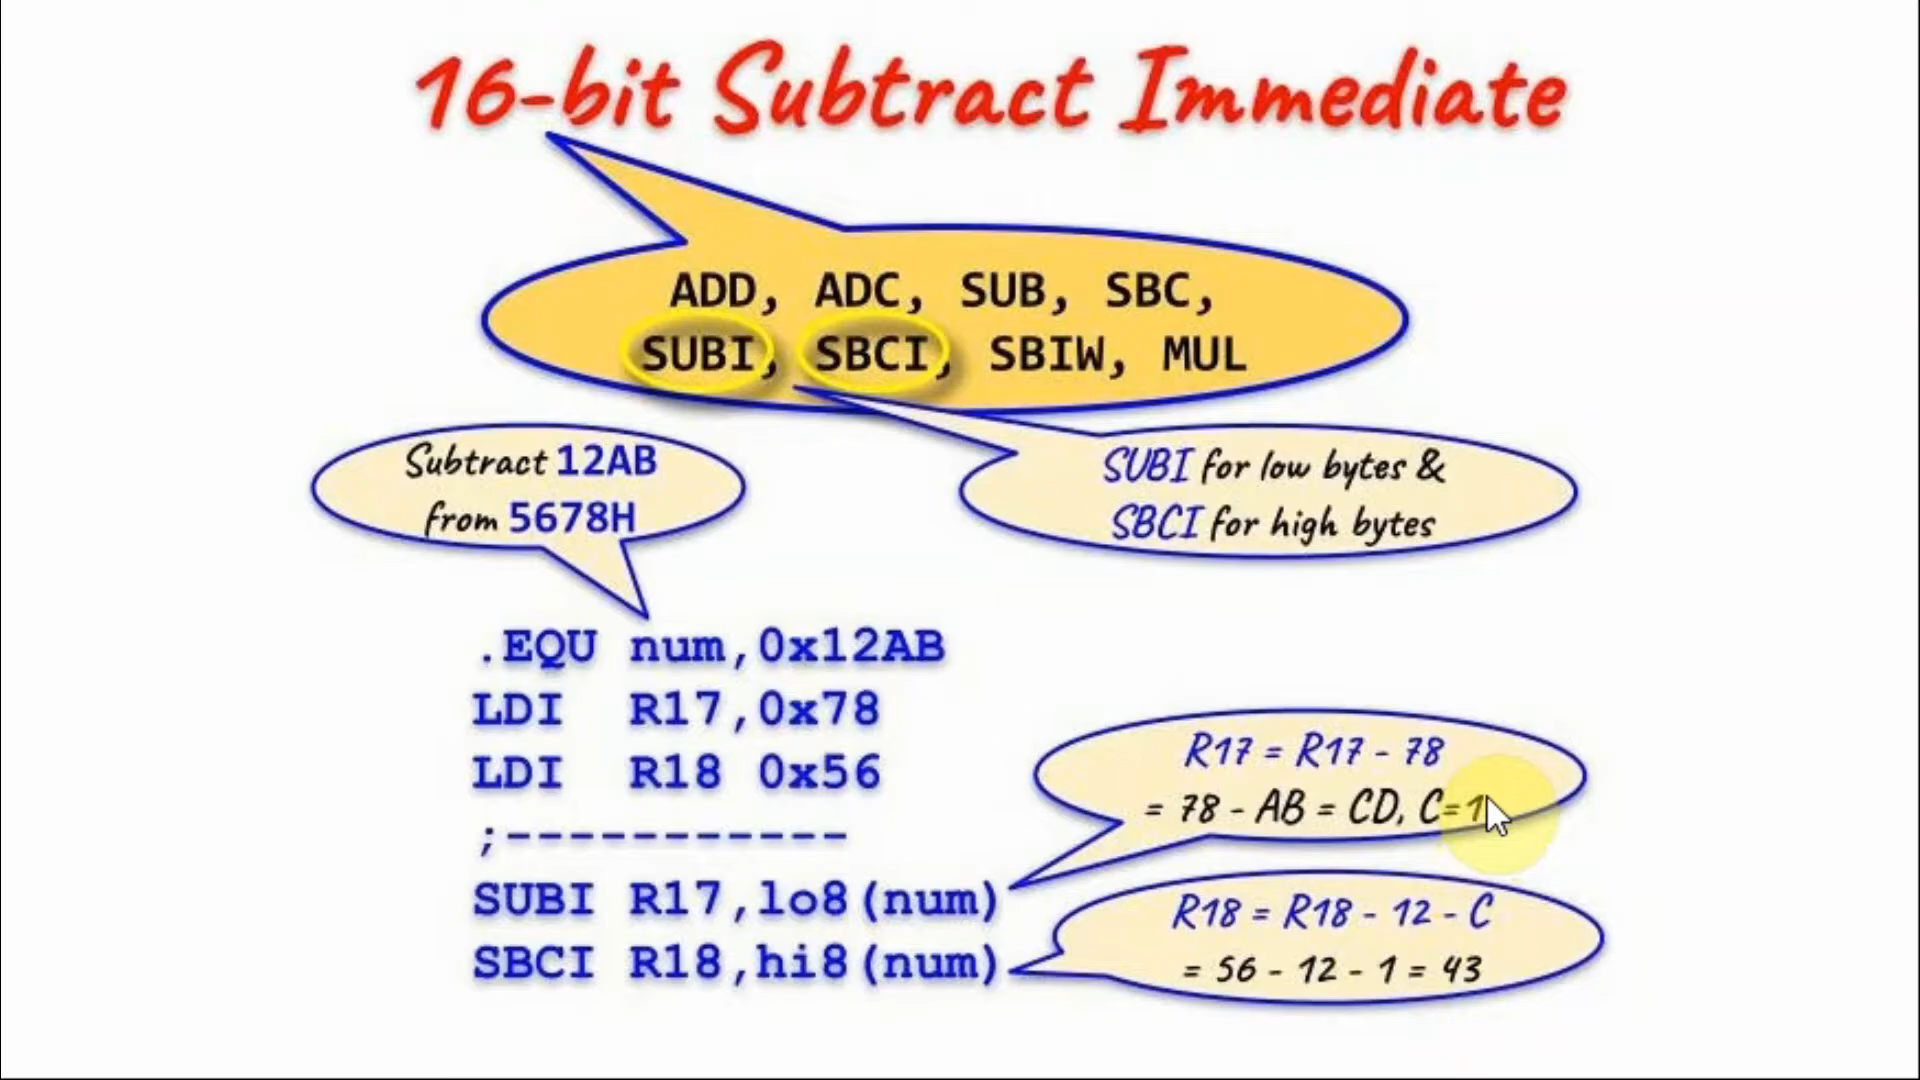 16-bit Subtract Immediate
ADD, ADC, SUB, SBC,
SUBI, SBCI, SBIW, MUL
Subtract 12AB
from 5678H
SUBI for low bytes &
SBCI for high bytes
.EQU num,0x12AB
LDI R17,0x78
LDI R18 0x56
;-----------
R17 = R17 - 78
= 78 - AB = CD, C=1
SUBI R17,lo8(num)
SBCI R18,hi8(num)
R18 = R18 - 12 - C
= 56 - 12 - 1 = 43